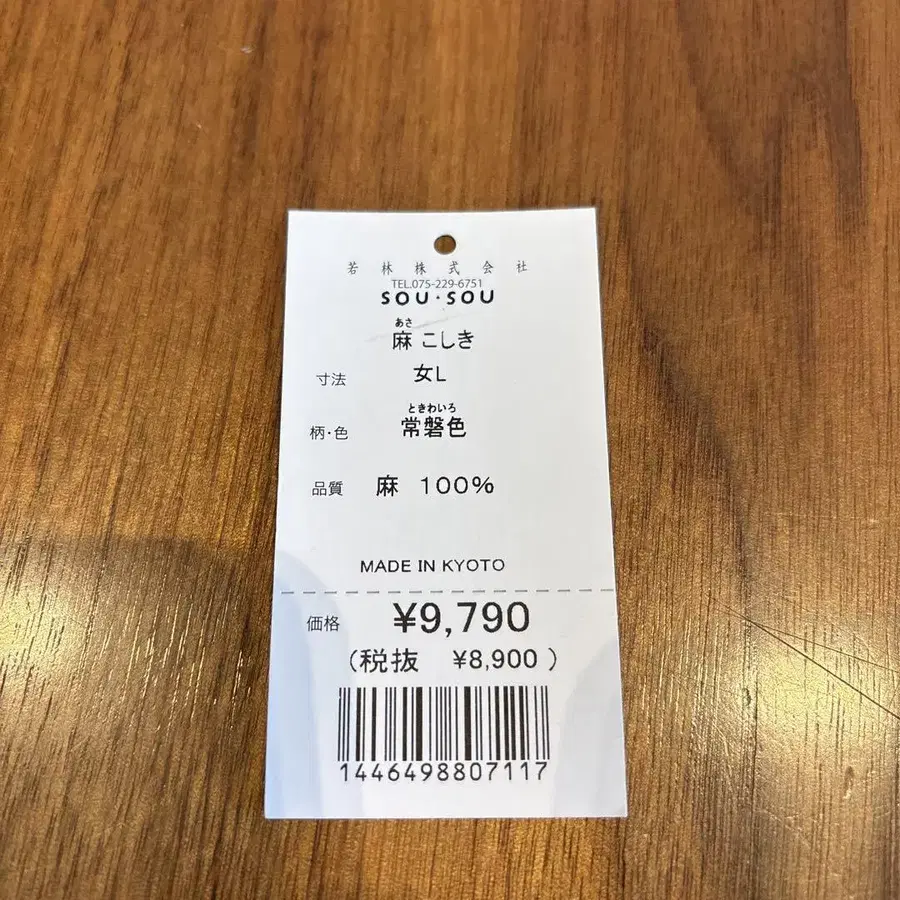 若林株式会社
TEL.075-229-6751
SOU・SOU
あさ
麻 こしき
寸法 女L
ときわいろ
柄・色 常磐色
品質 麻 100%
MADE IN KYOTO
価格 ¥9,790
(税抜 ¥8,900)
1446498807117